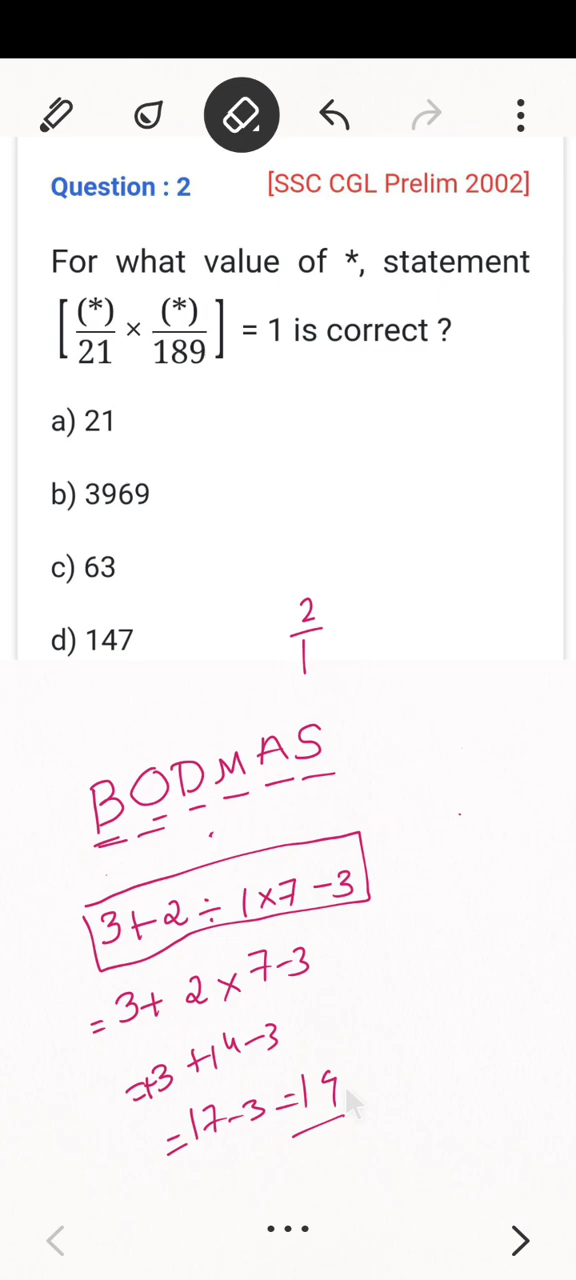 Question : 2 [SSC CGL Prelim 2002]
For what value of *, statement
[(*)/21 × (*)/189] = 1 is correct ?
a) 21
b) 3969
c) 63
d) 147
2/1
BODMAS
3+2÷1×7-3
= 3+ 2×7-3
=+3 +14-3
=17-3=14